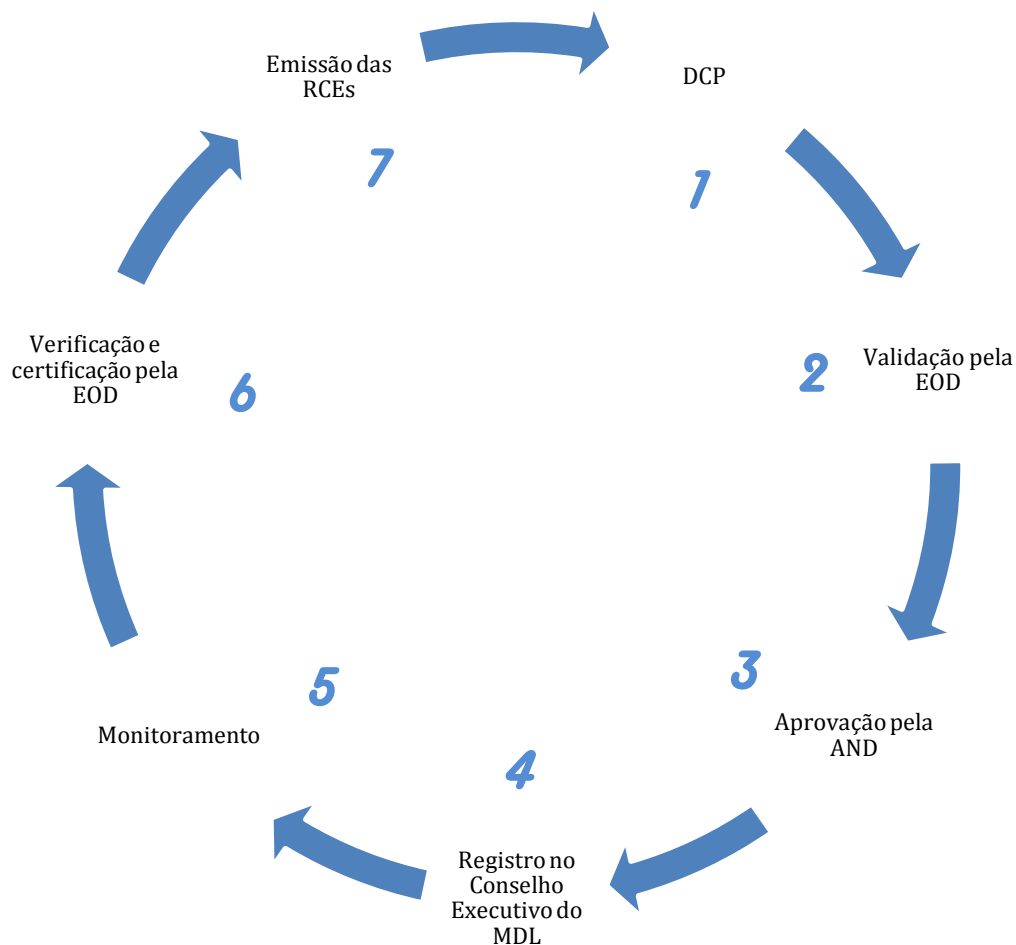 DCP
1
Validação pela
EOD
2
Aprovação pela
AND
3
Registro no
Conselho
Executivo do
MDL
4
Monitoramento
5
Verificação e
certificação pela
EOD
6
Emissão das
RCEs
7